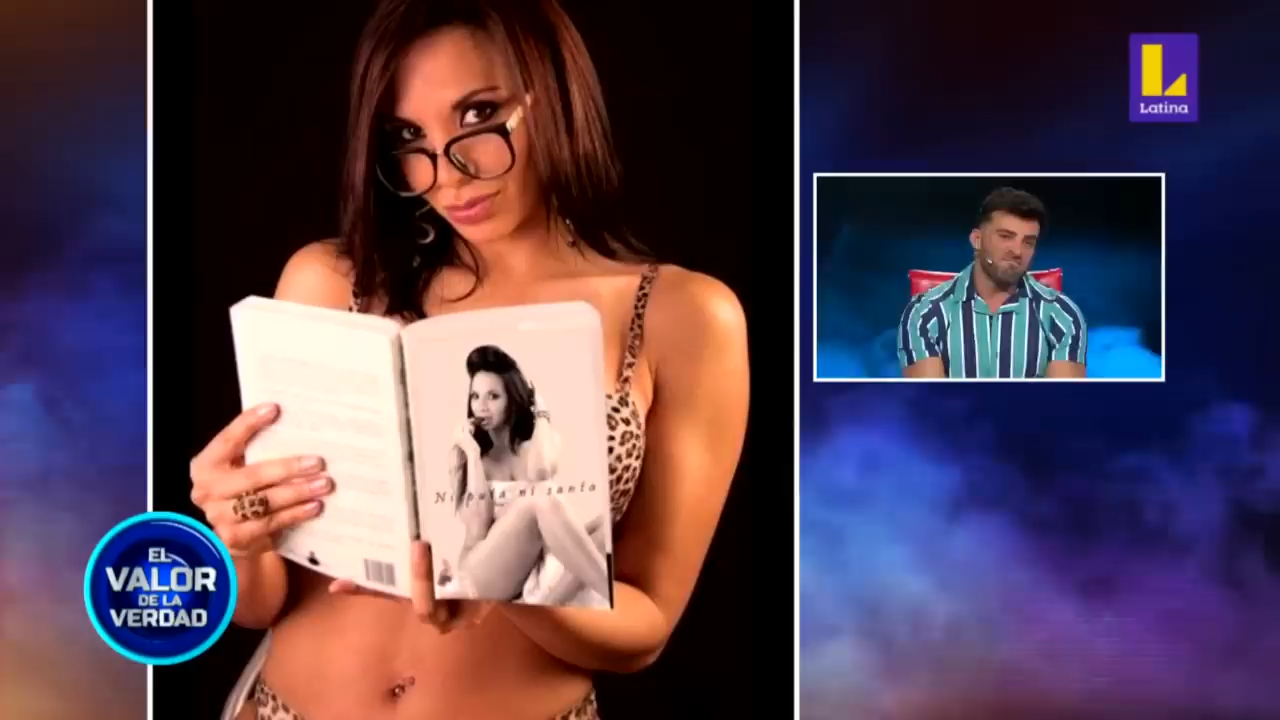 Latina
Ni puta ni santa
EL
VALOR
DE LA
VERDAD